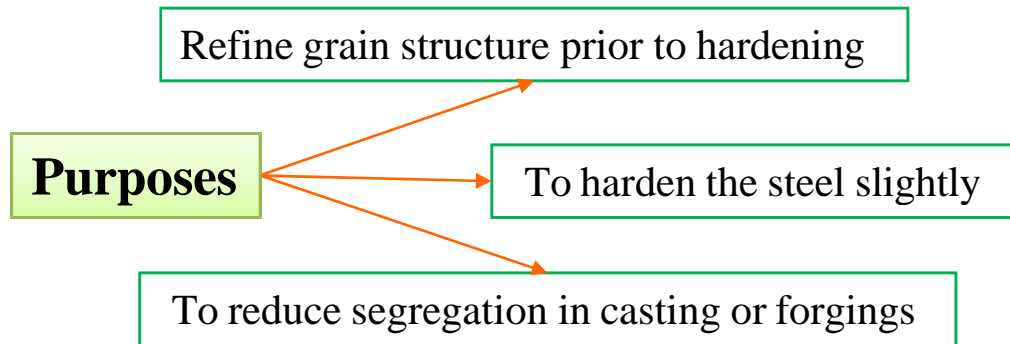 Refine grain structure prior to hardening
Purposes
To harden the steel slightly
To reduce segregation in casting or forgings